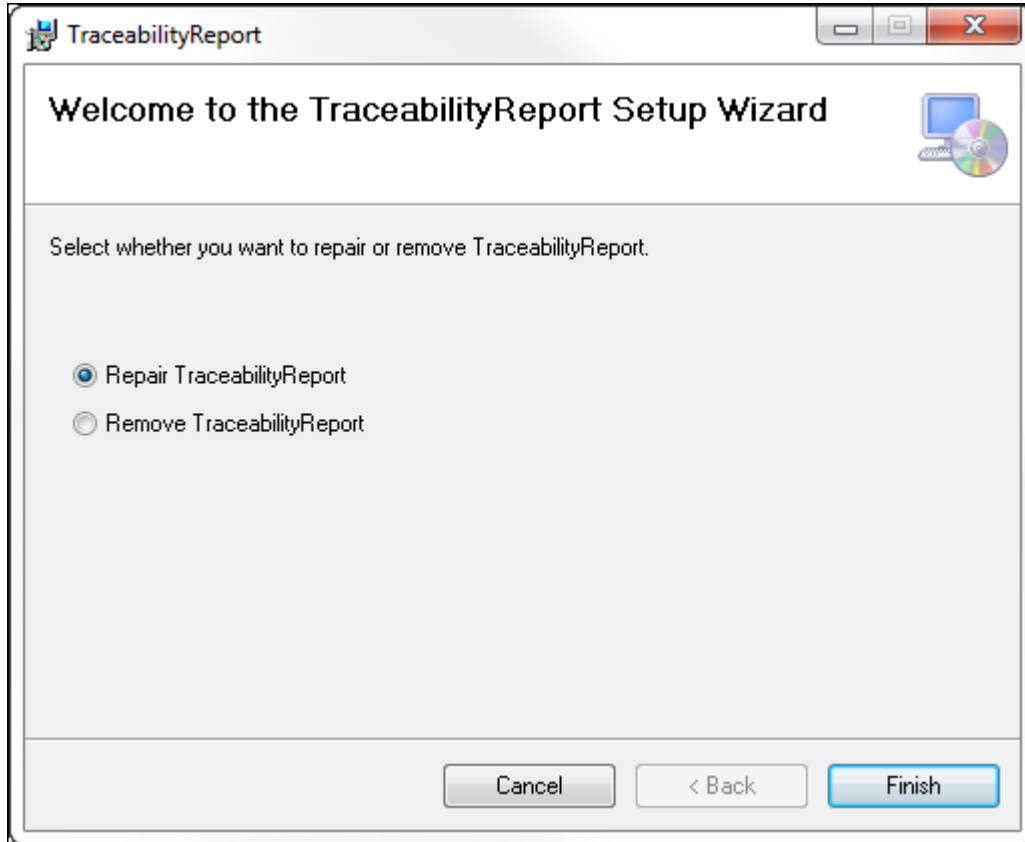 TraceabilityReport
Welcome to the TraceabilityReport Setup Wizard
Select whether you want to repair or remove TraceabilityReport.
Repair TraceabilityReport
Remove TraceabilityReport
Cancel
< Back
Finish